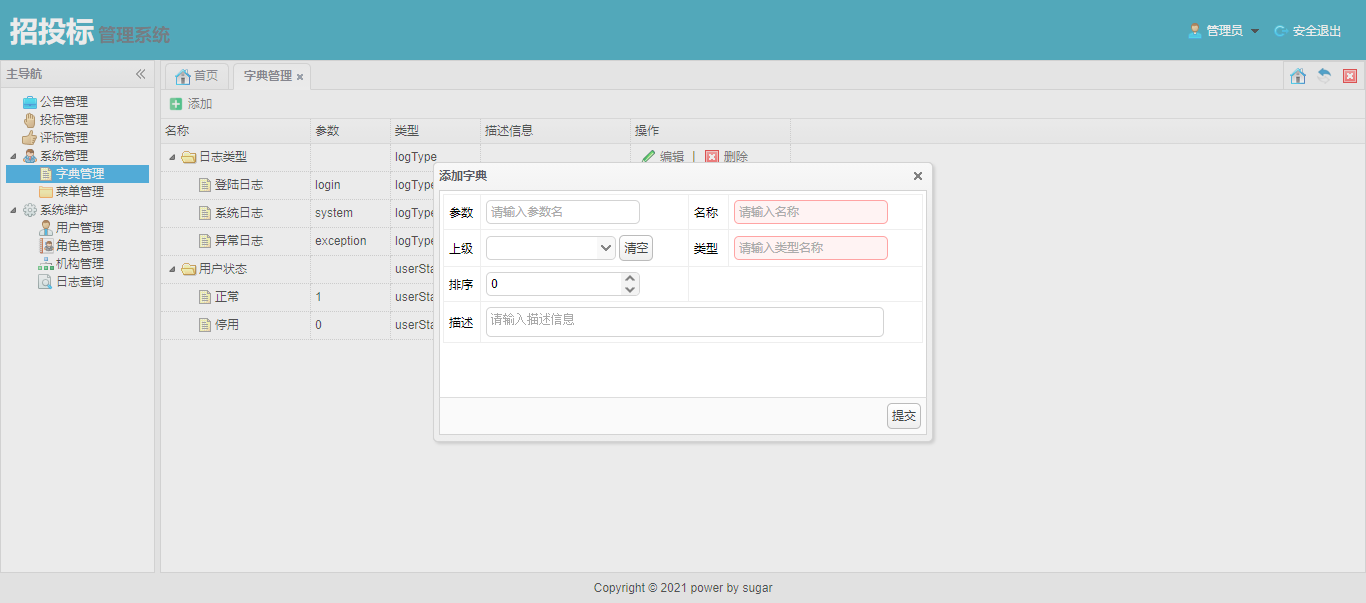 招投标 管理系统
管理员 安全退出
主导航
首页 字典管理
公告管理
投标管理
评标管理
系统管理
字典管理
菜单管理
系统维护
用户管理
角色管理
机构管理
日志查询
添加
名称 参数 类型 描述信息 操作
日志类型 logType 编辑 | 删除
登陆日志 login logType
系统日志 system logType
异常日志 exception logType
用户状态 userSta
正常 1 userSta
停用 0 userSta
添加字典
参数 请输入参数名 名称 请输入名称
上级 清空 类型 请输入类型名称
排序 0
描述 请输入描述信息
提交
Copyright © 2021 power by sugar